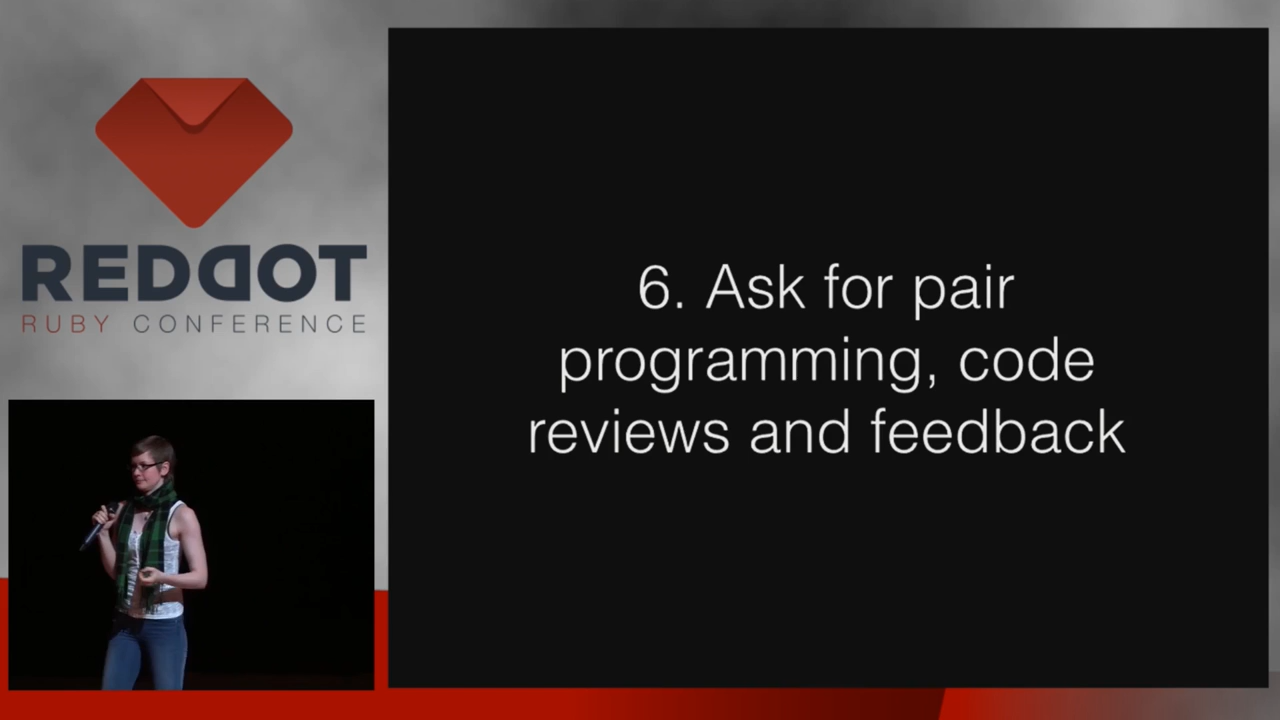 REDDOT
RUBY CONFERENCE
6. Ask for pair
programming, code
reviews and feedback